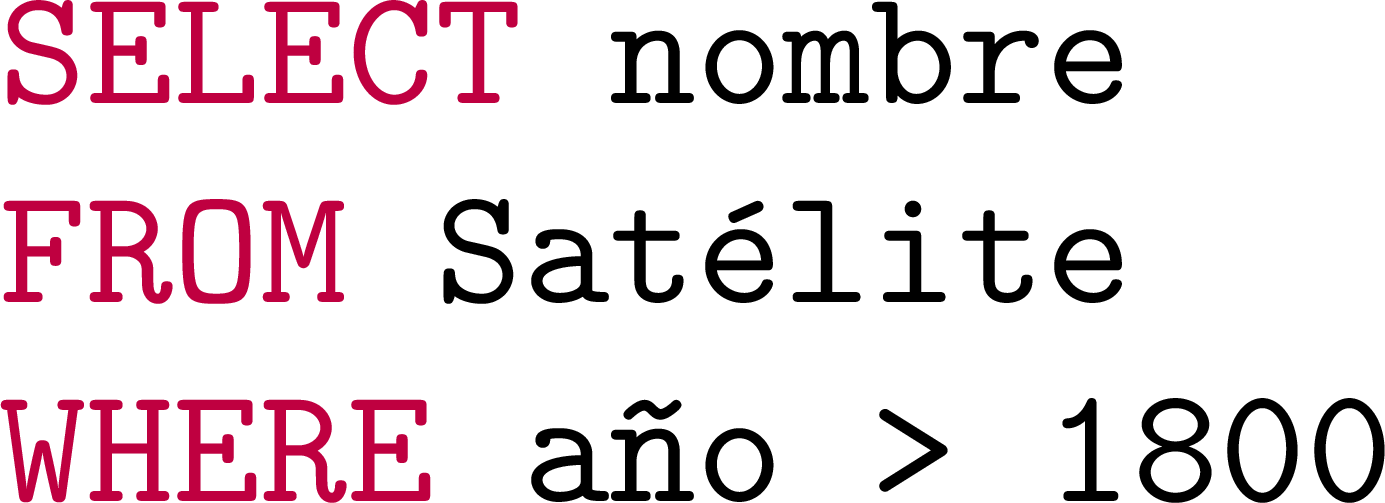 SELECT nombre
FROM Satélite
WHERE año > 1800